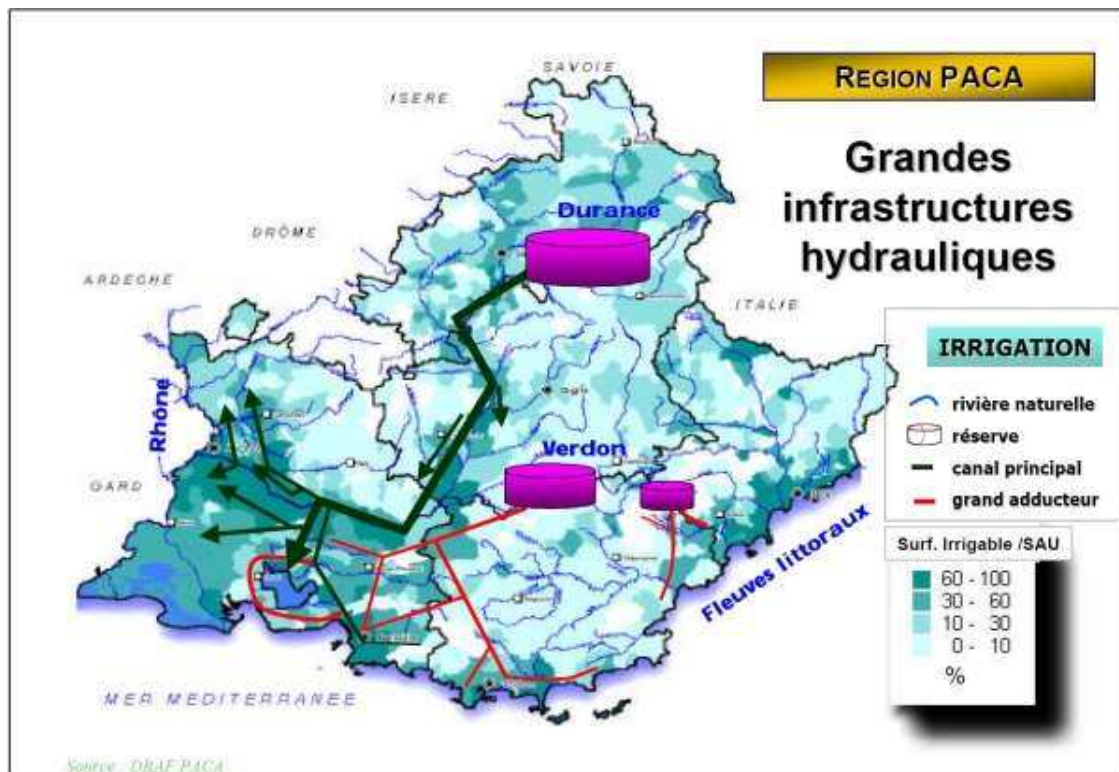 REGION PACA
Grandes
infrastructures
hydrauliques
SAVOIE
ISERE
DRÔME
ARDECHE
GARD
ITALIE
Durance
Rhône
Verdon
Fleuves littoraux
MER MEDITERRANEE
IRRIGATION
rivière naturelle
réserve
canal principal
grand adducteur
Surf. Irrigable /SAU
60 - 100
30 - 60
10 - 30
0 - 10
%
Source : DRAF PACA